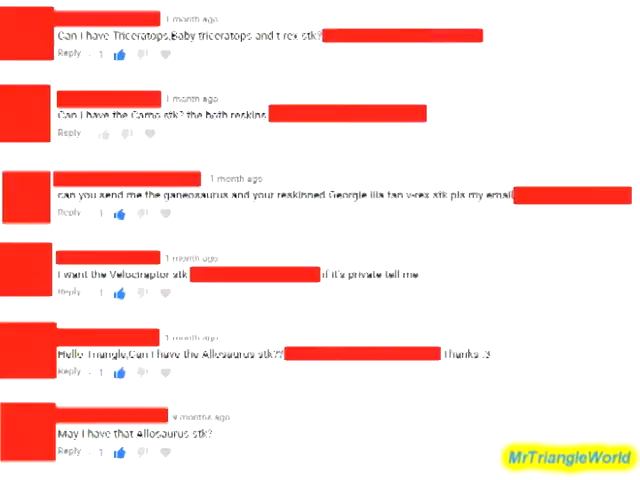 1 month ago
Can I have Triceratops,Baby triceratops and t rex stk?
Reply 1
1 month ago
Can I have the Carno stk? the both reskins
Reply
1 month ago
can you send me the and your reskinned Georgie iiia fan v-rex stk pls my email
Reply 1
1 month ago
I want the Velociraptor stk if it's private tell me
Reply 1
1 month ago
Hello Triangle,Can I have the Allosaurus stk?? Thanks :3
Reply 1
9 months ago
May I have that Allosaurus stk?
Reply 1
MrTriangleWorld